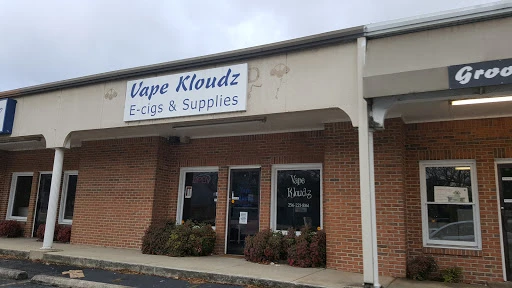 Vape Kloudz
E-cigs & Supplies
Groo
Vape
Kloudz